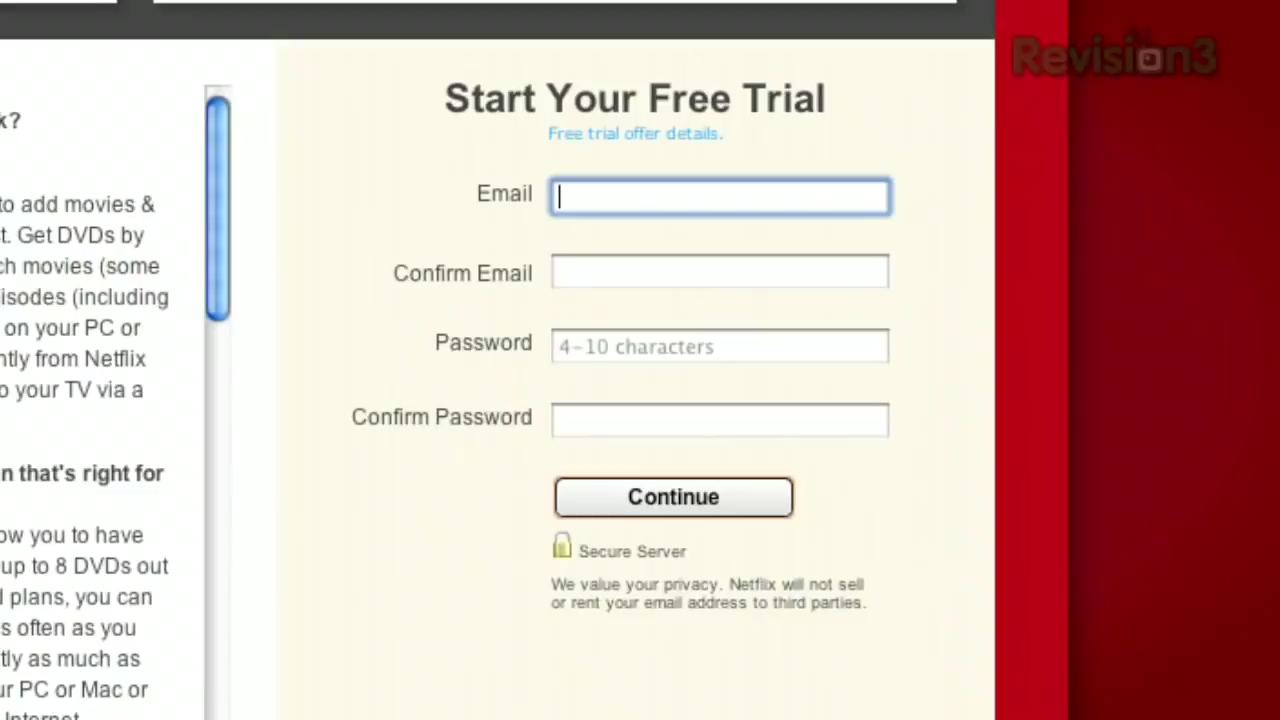 Revision3
k?
to add movies &
t. Get DVDs by
ch movies (some
isodes (including
on your PC or
ntly from Netflix
o your TV via a
n that's right for
ow you to have
up to 8 DVDs out
l plans, you can
s often as you
tly as much as
ur PC or Mac or
Internet
Start Your Free Trial
Free trial offer details.
Email
Confirm Email
Password
4-10 characters
Confirm Password
Continue
Secure Server
We value your privacy. Netflix will not sell
or rent your email address to third parties.